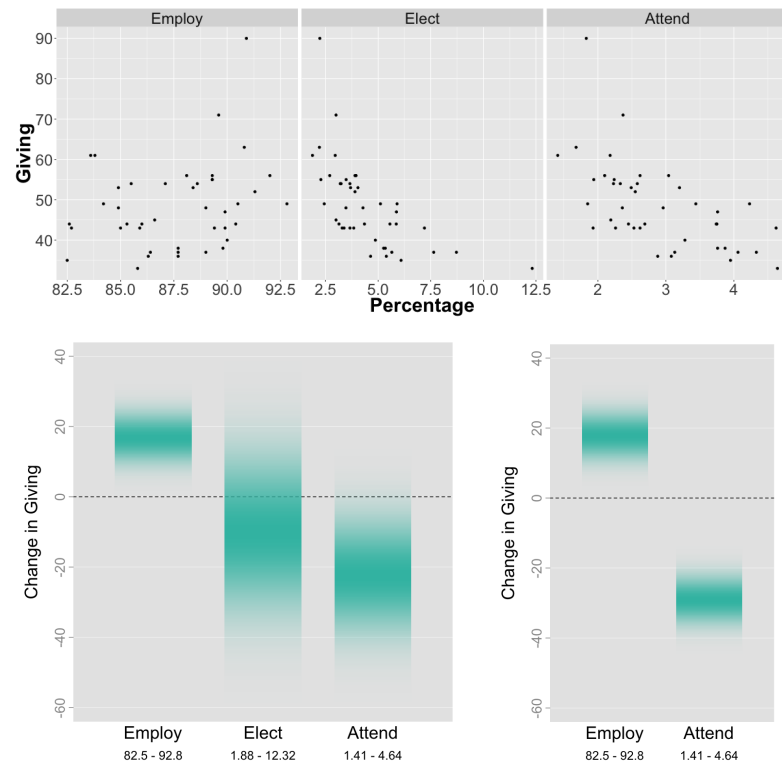 Employ Elect Attend
90
80
70
60
50
40
Giving
82.5 85.0 87.5 90.0 92.5 2.5 5.0 7.5 10.0 12.5 2 3 4
Percentage
40
20
0
-20
-40
-60
Change in Giving
Employ Elect Attend
82.5 - 92.8 1.88 - 12.32 1.41 - 4.64
40
20
0
-20
-40
-60
Change in Giving
Employ Attend
82.5 - 92.8 1.41 - 4.64